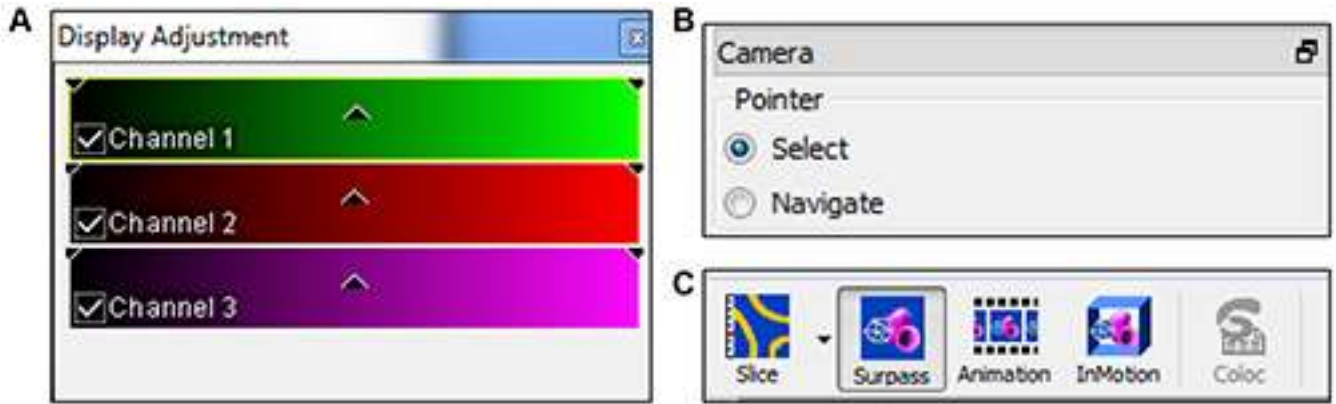 A
Display Adjustment
Channel 1
Channel 2
Channel 3
B
Camera
Pointer
Select
Navigate
C
Slice Surpass Animation InMotion Coloc